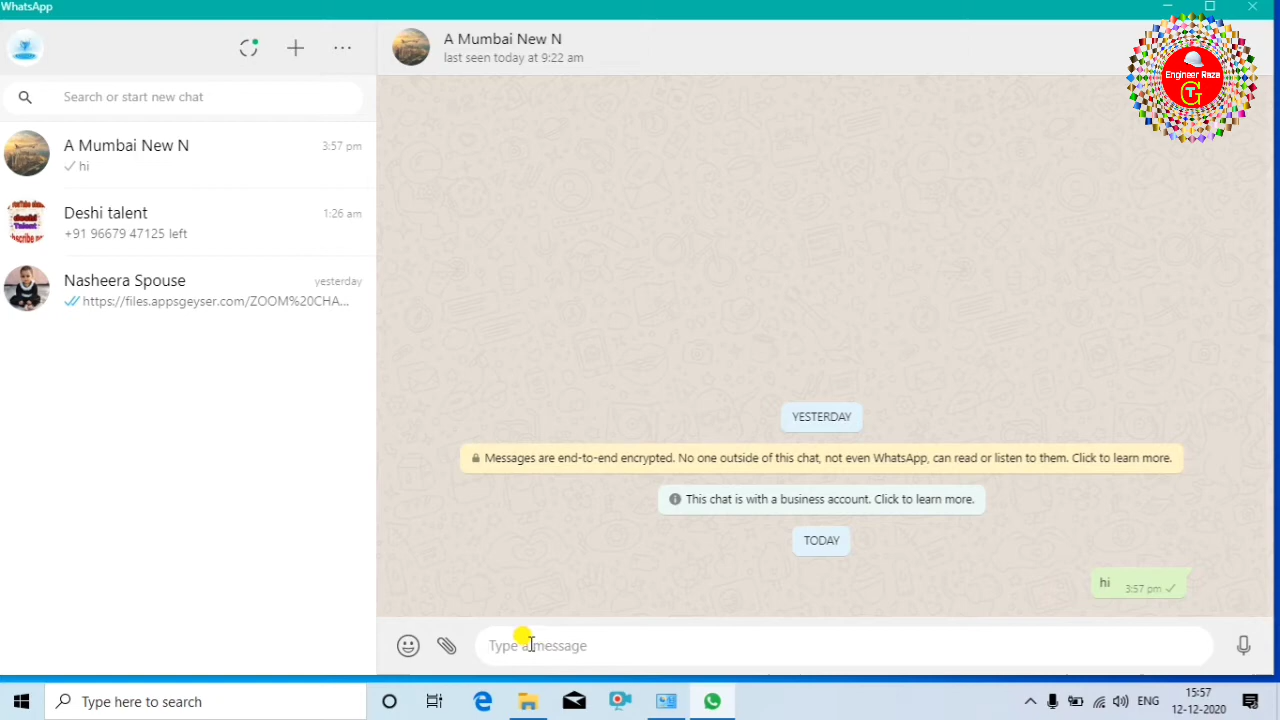 WhatsApp
Search or start new chat
A Mumbai New N
3:57 pm
hi
Deshi talent
1:26 am
+91 96679 47125 left
Nasheera Spouse
yesterday
https://files.appsgeyser.com/ZOOM%20CHA...
A Mumbai New N
last seen today at 9:22 am
Engineer Raza
YESTERDAY
Messages are end-to-end encrypted. No one outside of this chat, not even WhatsApp, can read or listen to them. Click to learn more.
This chat is with a business account. Click to learn more.
TODAY
hi
3:57 pm
Type a message
Type here to search
ENG
15:57
12-12-2020